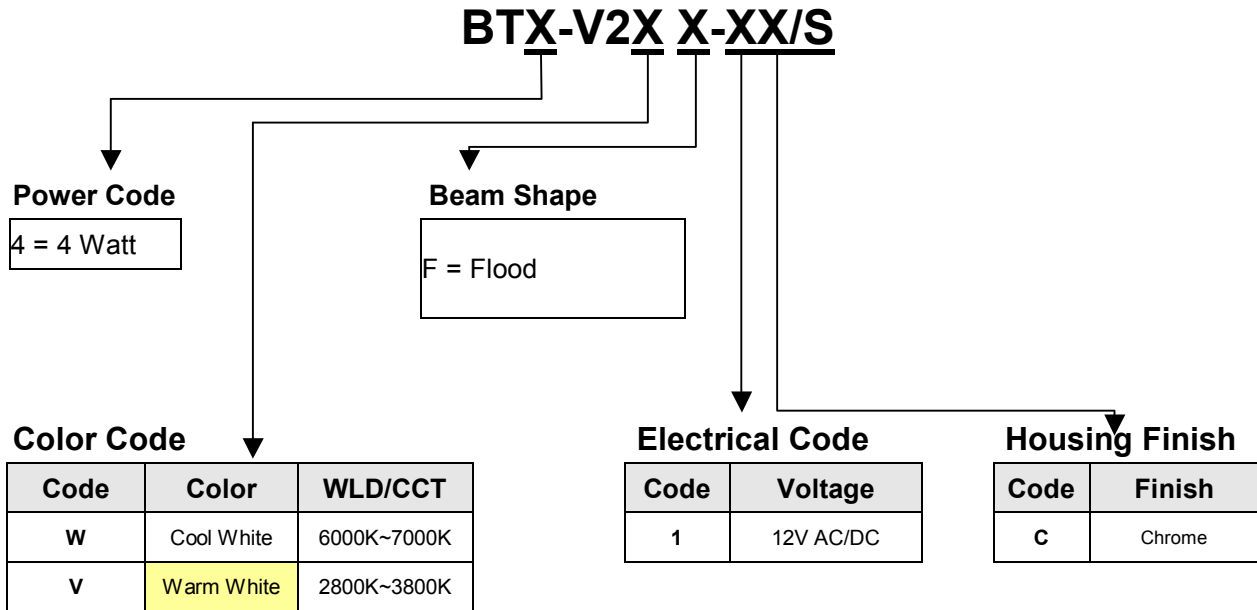 BTX-V2X X-XX/S
Power Code
4 = 4 Watt
Beam Shape
F = Flood
Color Code
Code Color WLD/CCT
W Cool White 6000K~7000K
V Warm White 2800K~3800K
Electrical Code
Code Voltage
1 12V AC/DC
Housing Finish
Code Finish
C Chrome